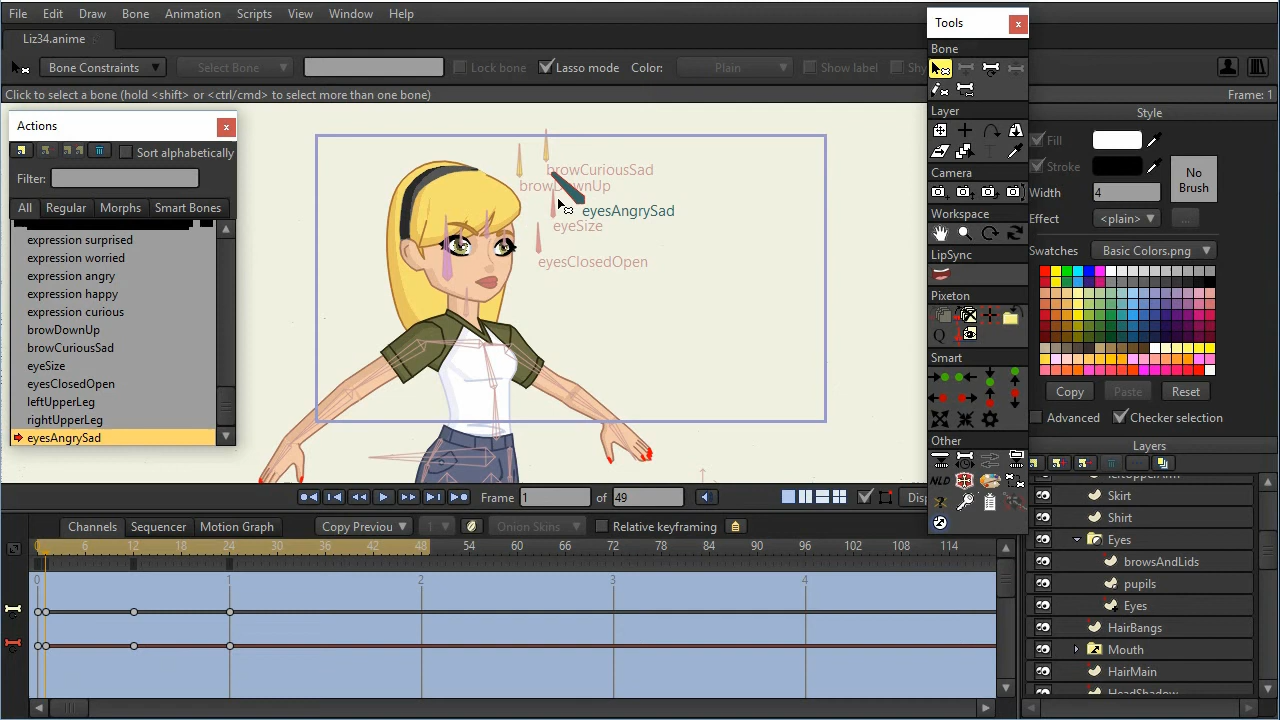 File Edit Draw Bone Animation Scripts View Window Help
Liz34.anime
Bone Constraints Select Bone Lock bone Lasso mode Color: Plain Show label
Click to select a bone (hold <shift> or <ctrl/cmd> to select more than one bone)
Frame: 1
Actions
Sort alphabetically
Filter:
All Regular Morphs Smart Bones
expression surprised
expression worried
expression angry
expression happy
expression curious
browDownUp
browCuriousSad
eyeSize
eyesClosedOpen
leftUpperLeg
rightUpperLeg
eyesAngrySad
browCuriousSad
browDownUp
eyesAngrySad
eyeSize
eyesClosedOpen
Tools
Bone
Layer
Camera
Workspace
LipSync
Pixeton
Smart
Other
NLD
Style
Fill
Stroke
No Brush
Width 4
Effect <plain> ...
Swatches Basic Colors.png
Copy Paste Reset
Advanced Checker selection
Layers
Skirt
Shirt
Eyes
browsAndLids
pupils
Eyes
HairBangs
Mouth
HairMain
HeadShadow
Frame 1 of 49
Channels Sequencer Motion Graph Copy Previou 1 Onion Skins Relative keyframing
6 12 18 24 30 36 42 48 54 60 66 72 78 84 90 96 102 108 114
0 1 2 3 4